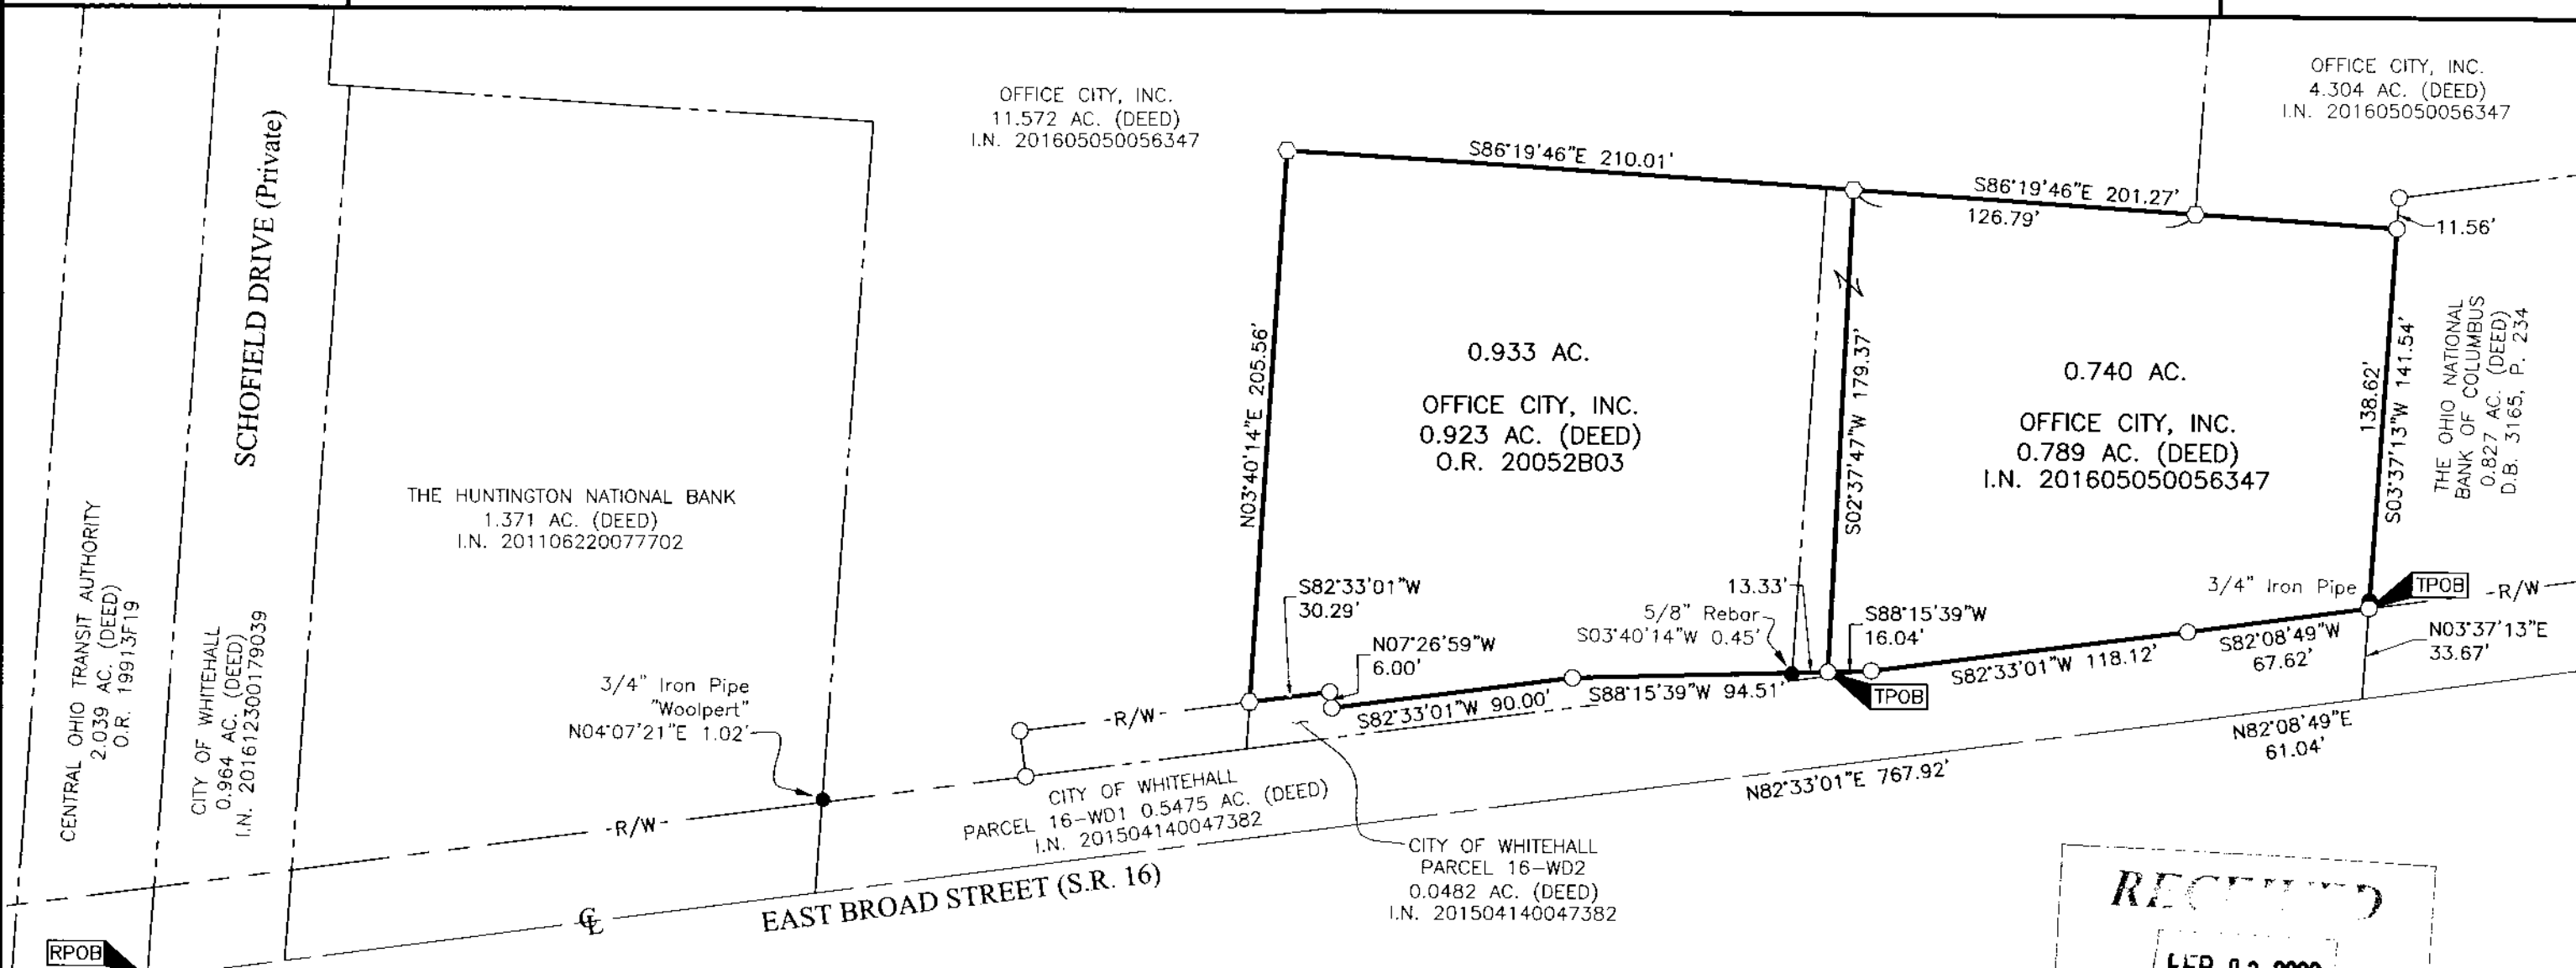 CENTRAL OHIO TRANSIT AUTHORITY
2.039 AC. (DEED)
O.R. 19913F19
CITY OF WHITEHALL
0.964 AC. (DEED)
I.N. 201612300179039
SCHOFIELD DRIVE (Private)
THE HUNTINGTON NATIONAL BANK
1.371 AC. (DEED)
I.N. 201106220077702
OFFICE CITY, INC.
11.572 AC. (DEED)
I.N. 201605050056347
OFFICE CITY, INC.
4.304 AC. (DEED)
I.N. 201605050056347
S86°19'46"E 210.01'
S86°19'46"E 201.27'
126.79'
11.56'
N03°40'14"E 205.56'
0.933 AC.
OFFICE CITY, INC.
0.923 AC. (DEED)
O.R. 20052B03
S02°37'47"W 179.37'
0.740 AC.
OFFICE CITY, INC.
0.789 AC. (DEED)
I.N. 201605050056347
138.62'
S03°37'13"W 141.54'
THE OHIO NATIONAL
BANK OF COLUMBUS
0.827 AC. (DEED)
D.B. 3165, P. 234
S82°33'01"W
30.29'
N07°26'59"W
6.00'
13.33'
5/8" Rebar
S03°40'14"W 0.45'
S88°15'39"W
16.04'
3/4" Iron Pipe
TPOB
-R/W-
S82°33'01"W 90.00'
S88°15'39"W 94.51'
TPOB
S82°33'01"W 118.12'
S82°08'49"W
67.62'
N03°37'13"E
33.67'
3/4" Iron Pipe
"Woolpert"
N04°07'21"E 1.02'
-R/W-
-R/W-
CITY OF WHITEHALL
PARCEL 16-WD1 0.5475 AC. (DEED)
I.N. 201504140047382
N82°33'01"E 767.92'
N82°08'49"E
61.04'
CITY OF WHITEHALL
PARCEL 16-WD2
0.0482 AC. (DEED)
I.N. 201504140047382
℄
EAST BROAD STREET (S.R. 16)
RPOB
RECEIVED